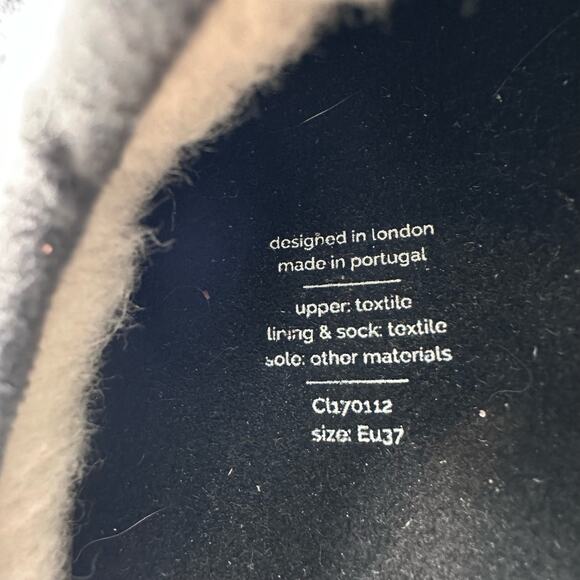 designed in london
made in portugal
upper: textile
lining & sock: textile
sole: other materials
Cl170112
size: Eu37